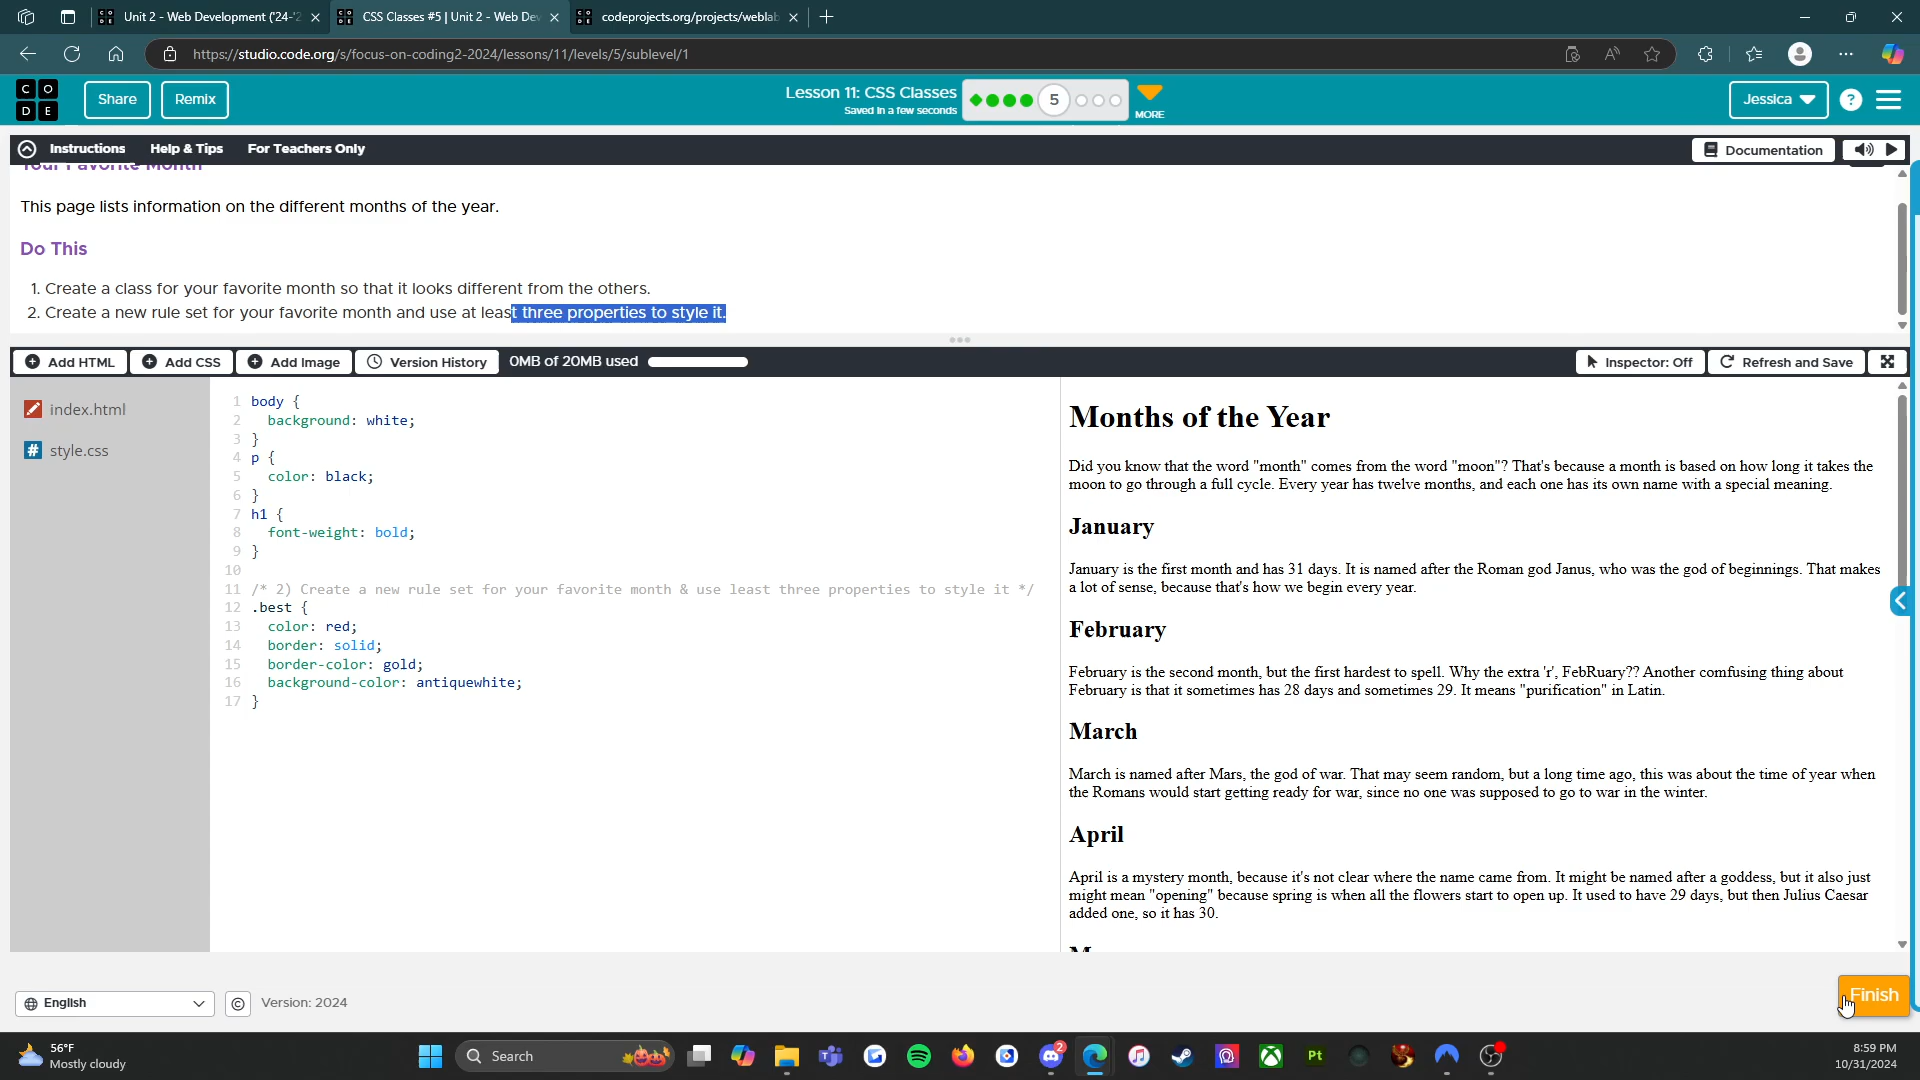 Unit 2 - Web Development ('24-'2
CSS Classes #5 | Unit 2 - Web Dev
codeprojects.org/projects/weblab
https://studio.code.org/s/focus-on-coding2-2024/lessons/11/levels/5/sublevel/1
C O
D E
Share
Remix
Lesson 11: CSS Classes
Saved in a few seconds
5
MORE
Jessica
?
Instructions
Help & Tips
For Teachers Only
Documentation
Your Favorite Month
This page lists information on the different months of the year.
Do This
1. Create a class for your favorite month so that it looks different from the others.
2. Create a new rule set for your favorite month and use at least three properties to style it.
Add HTML
Add CSS
Add Image
Version History
0MB of 20MB used
Inspector: Off
Refresh and Save
index.html
style.css
1 body {
2 background: white;
3 }
4 p {
5 color: black;
6 }
7 h1 {
8 font-weight: bold;
9 }
10
11 /* 2) Create a new rule set for your favorite month & use least three properties to style it */
12 .best {
13 color: red;
14 border: solid;
15 border-color: gold;
16 background-color: antiquewhite;
17 }
Months of the Year
Did you know that the word "month" comes from the word "moon"? That's because a month is based on how long it takes the
moon to go through a full cycle. Every year has twelve months, and each one has its own name with a special meaning.
January
January is the first month and has 31 days. It is named after the Roman god Janus, who was the god of beginnings. That makes
a lot of sense, because that's how we begin every year.
February
February is the second month, but the first hardest to spell. Why the extra 'r', FebRuary?? Another comfusing thing about
February is that it sometimes has 28 days and sometimes 29. It means "purification" in Latin.
March
March is named after Mars, the god of war. That may seem random, but a long time ago, this was about the time of year when
the Romans would start getting ready for war, since no one was supposed to go to war in the winter.
April
April is a mystery month, because it's not clear where the name came from. It might be named after a goddess, but it also just
might mean "opening" because spring is when all the flowers start to open up. It used to have 29 days, but then Julius Caesar
added one, so it has 30.
English
Version: 2024
Finish
56°F
Mostly cloudy
Search
2
Pt
8:59 PM
10/31/2024